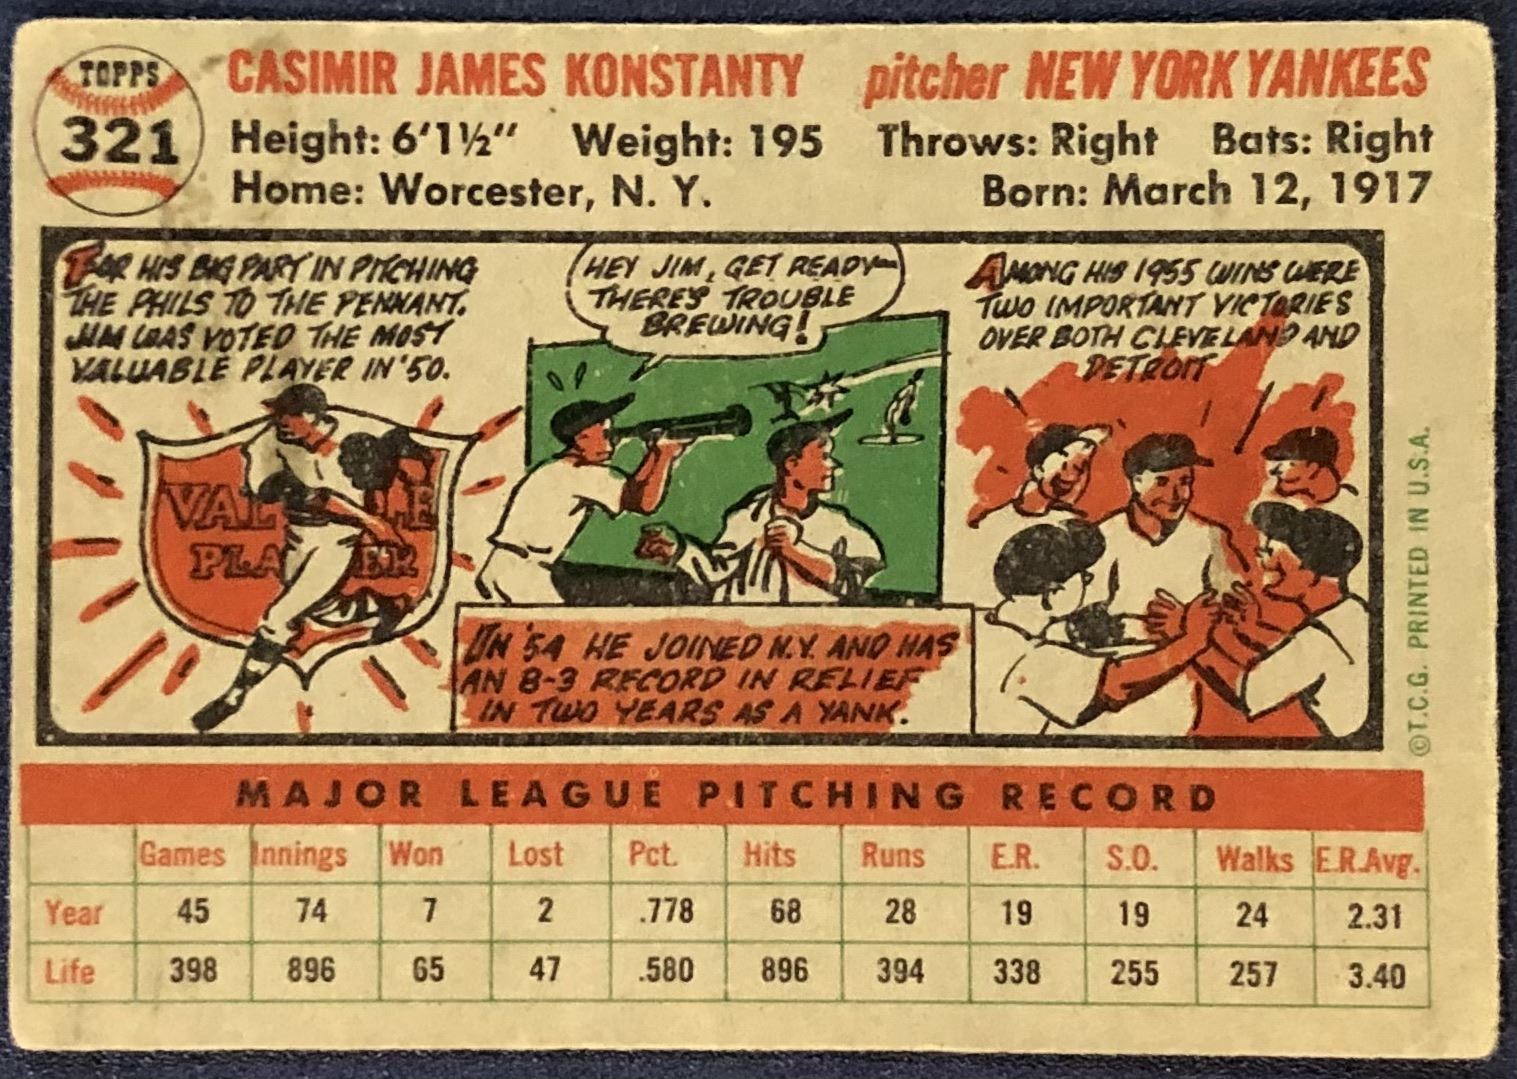 TOPPS
321
CASIMIR JAMES KONSTANTY pitcher NEW YORK YANKEES
Height: 6'1½" Weight: 195 Throws: Right Bats: Right
Home: Worcester, N. Y. Born: March 12, 1917
FOR HIS BIG PART IN PITCHING
THE PHILS TO THE PENNANT.
JIM WAS VOTED THE MOST
VALUABLE PLAYER IN '50.
VAL LE
PLA ER
HEY JIM, GET READY—
THERE'S TROUBLE
BREWING!
IN '54 HE JOINED N.Y. AND HAS
AN 8-3 RECORD IN RELIEF
IN TWO YEARS AS A YANK.
AMONG HIS 1955 WINS WERE
TWO IMPORTANT VICTORIES
OVER BOTH CLEVELAND AND
DETROIT
©T.C.G. PRINTED IN U.S.A.
MAJOR LEAGUE PITCHING RECORD
Games Innings Won Lost Pct. Hits Runs E.R. S.O. Walks E.R.Avg.
Year 45 74 7 2 .778 68 28 19 19 24 2.31
Life 398 896 65 47 .580 896 394 338 255 257 3.40